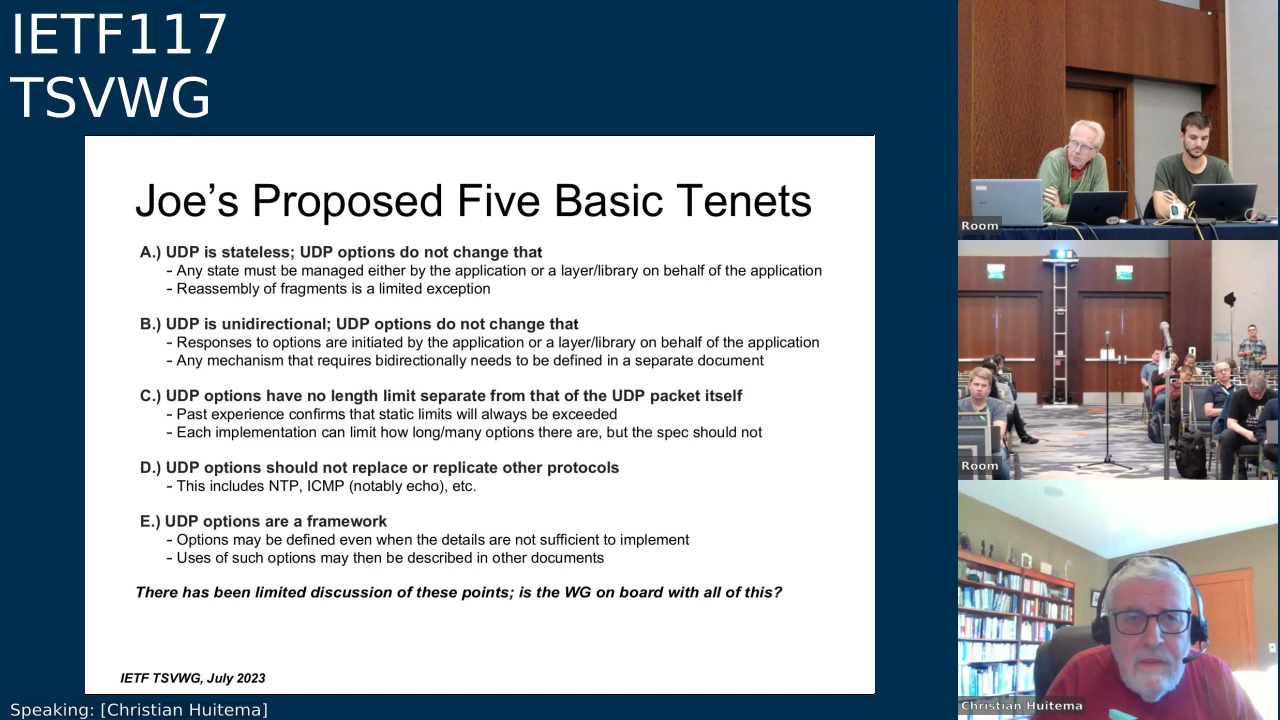 IETF117
TSVWG
Joe's Proposed Five Basic Tenets
A.) UDP is stateless; UDP options do not change that
- Any state must be managed either by the application or a layer/library on behalf of the application
- Reassembly of fragments is a limited exception
B.) UDP is unidirectional; UDP options do not change that
- Responses to options are initiated by the application or a layer/library on behalf of the application
- Any mechanism that requires bidirectionally needs to be defined in a separate document
C.) UDP options have no length limit separate from that of the UDP packet itself
- Past experience confirms that static limits will always be exceeded
- Each implementation can limit how long/many options there are, but the spec should not
D.) UDP options should not replace or replicate other protocols
- This includes NTP, ICMP (notably echo), etc.
E.) UDP options are a framework
- Options may be defined even when the details are not sufficient to implement
- Uses of such options may then be described in other documents
There has been limited discussion of these points; is the WG on board with all of this?
IETF TSVWG, July 2023
Speaking: [Christian Huitema]
Room
Room
Christian Huitema